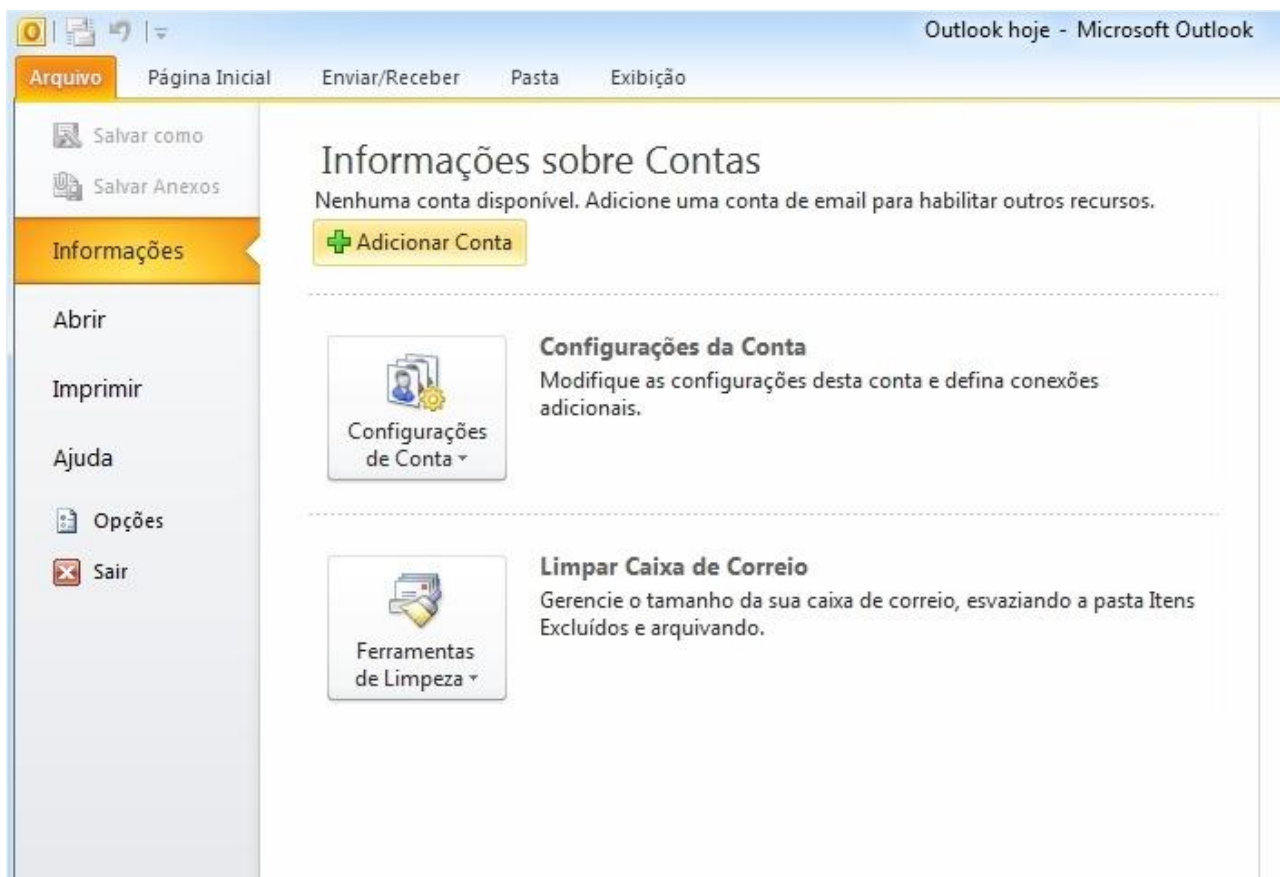 Outlook hoje - Microsoft Outlook
Arquivo Página Inicial Enviar/Receber Pasta Exibição
Salvar como
Salvar Anexos
Informações
Abrir
Imprimir
Ajuda
Opções
Sair
Informações sobre Contas
Nenhuma conta disponível. Adicione uma conta de email para habilitar outros recursos.
Adicionar Conta
Configurações
de Conta
Configurações da Conta
Modifique as configurações desta conta e defina conexões
adicionais.
Ferramentas
de Limpeza
Limpar Caixa de Correio
Gerencie o tamanho da sua caixa de correio, esvaziando a pasta Itens
Excluídos e arquivando.